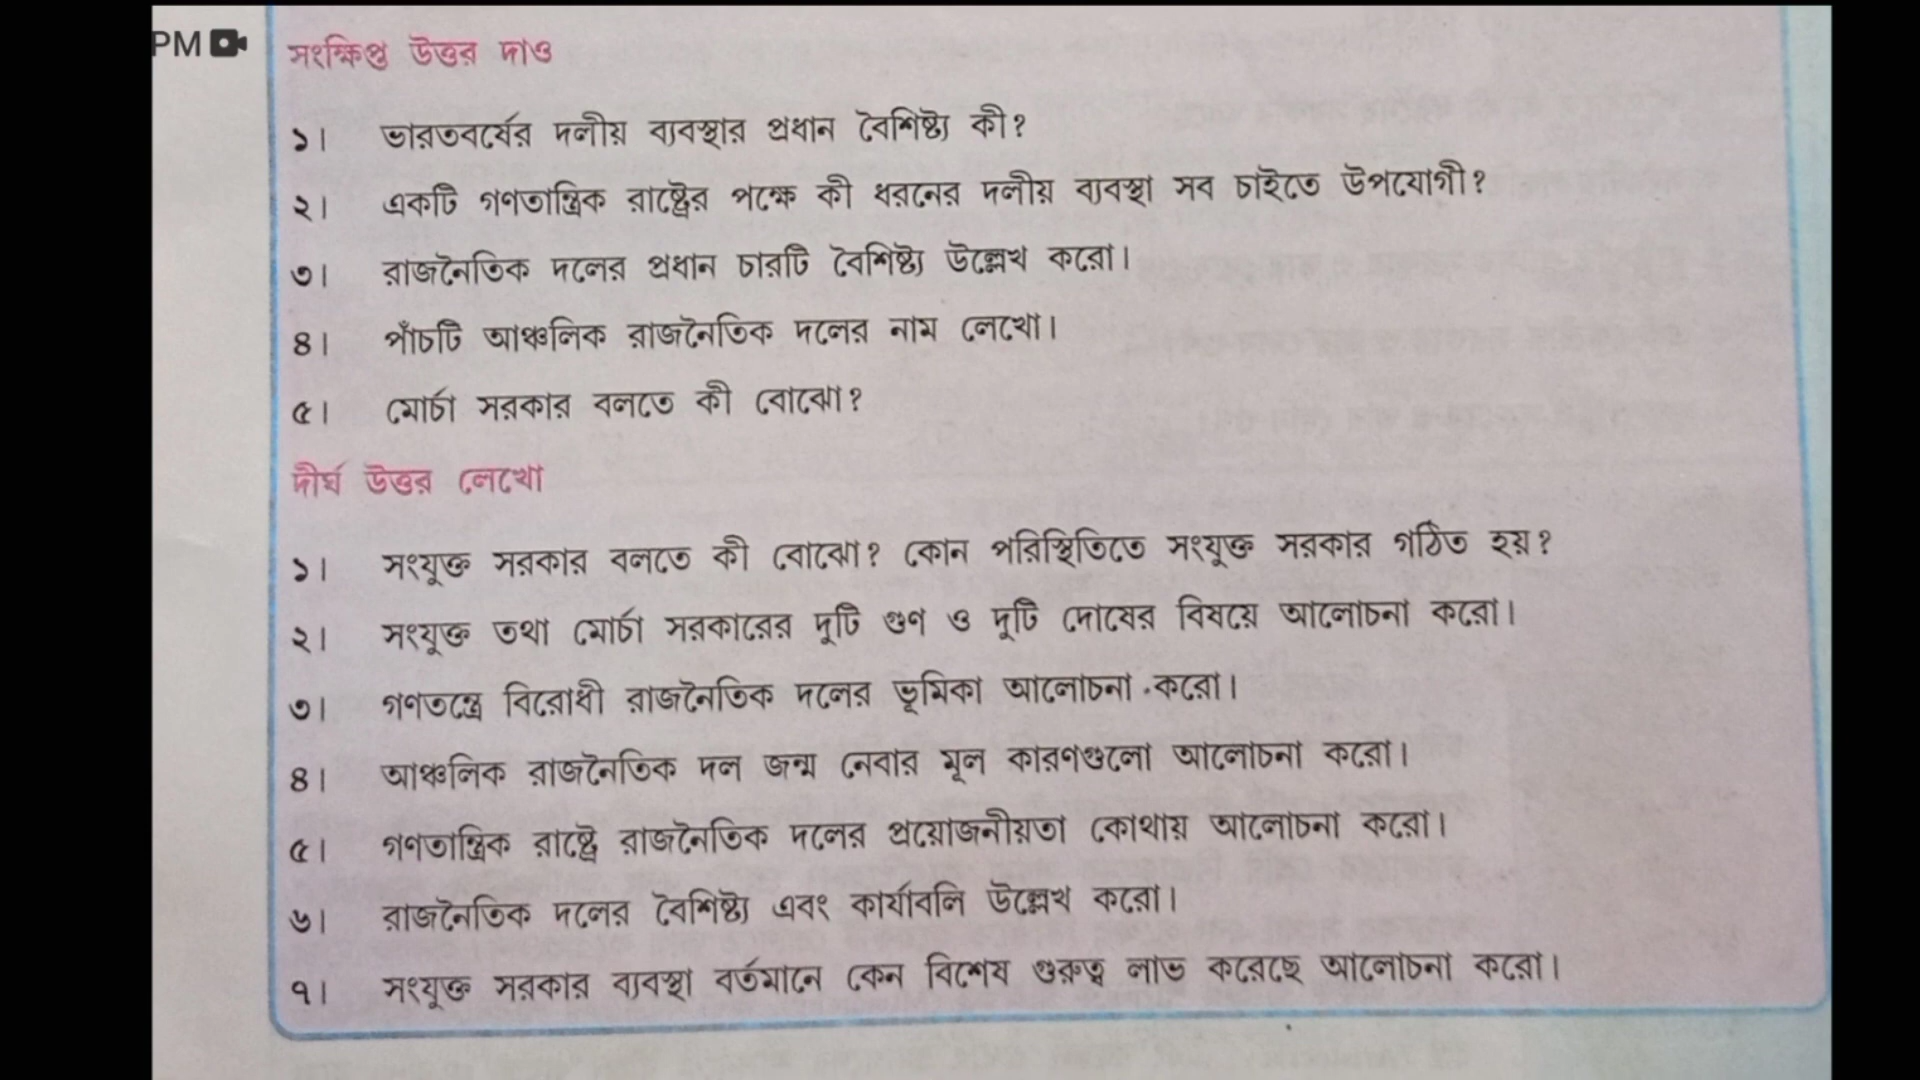 PM
সংক্ষিপ্ত উত্তর দাও
১। ভারতবর্ষের দলীয় ব্যবস্থার প্রধান বৈশিষ্ট্য কী?
২। একটি গণতান্ত্রিক রাষ্ট্রের পক্ষে কী ধরনের দলীয় ব্যবস্থা সব চাইতে উপযোগী?
৩। রাজনৈতিক দলের প্রধান চারটি বৈশিষ্ট্য উল্লেখ করো।
৪। পাঁচটি আঞ্চলিক রাজনৈতিক দলের নাম লেখো।
৫। মোর্চা সরকার বলতে কী বোঝো?
দীর্ঘ উত্তর লেখো
১। সংযুক্ত সরকার বলতে কী বোঝো? কোন পরিস্থিতিতে সংযুক্ত সরকার গঠিত হয়?
২। সংযুক্ত তথা মোর্চা সরকারের দুটি গুণ ও দুটি দোষের বিষয়ে আলোচনা করো।
৩। গণতন্ত্রে বিরোধী রাজনৈতিক দলের ভূমিকা আলোচনা করো।
৪। আঞ্চলিক রাজনৈতিক দল জন্ম নেবার মূল কারণগুলো আলোচনা করো।
৫। গণতান্ত্রিক রাষ্ট্রে রাজনৈতিক দলের প্রয়োজনীয়তা কোথায় আলোচনা করো।
৬। রাজনৈতিক দলের বৈশিষ্ট্য এবং কার্যাবলি উল্লেখ করো।
৭। সংযুক্ত সরকার ব্যবস্থা বর্তমানে কেন বিশেষ গুরুত্ব লাভ করেছে আলোচনা করো।